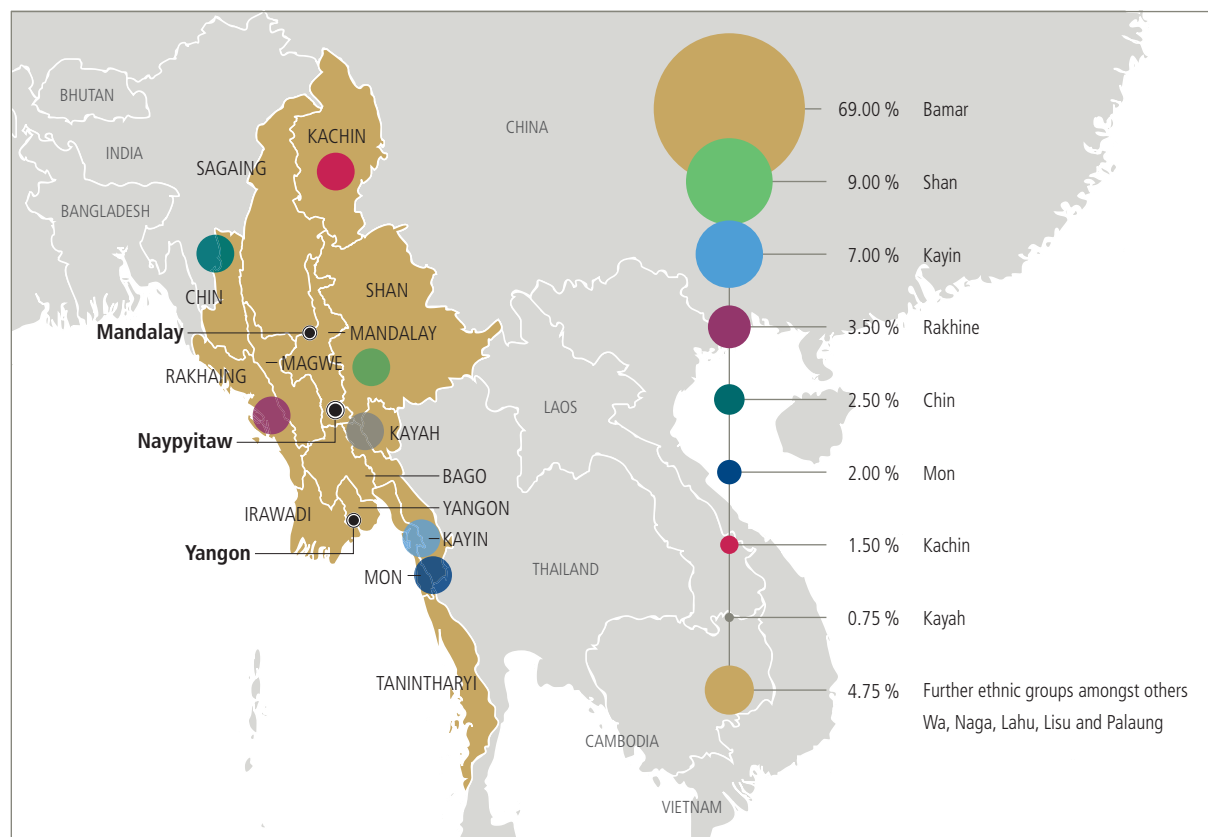 BHUTAN
INDIA
BANGLADESH
CHINA
KACHIN
SAGAING
CHIN
SHAN
Mandalay
MANDALAY
MAGWE
RAKHAING
Naypyitaw
KAYAH
BAGO
IRAWADI
YANGON
Yangon
KAYIN
MON
TANINTHARYI
LAOS
THAILAND
CAMBODIA
VIETNAM
69.00 % Bamar
9.00 % Shan
7.00 % Kayin
3.50 % Rakhine
2.50 % Chin
2.00 % Mon
1.50 % Kachin
0.75 % Kayah
4.75 % Further ethnic groups amongst others
Wa, Naga, Lahu, Lisu and Palaung